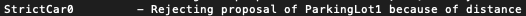 StrictCar0       – Rejecting proposal of ParkingLot1 because of distance